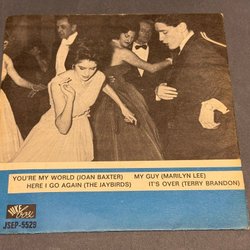 YOU'RE MY WORLD (JOAN BAXTER) MY GUY (MARILYN LEE)
HERE I GO AGAIN (THE JAYBIRDS) IT'S OVER (TERRY BRANDON)
JSEP-5529